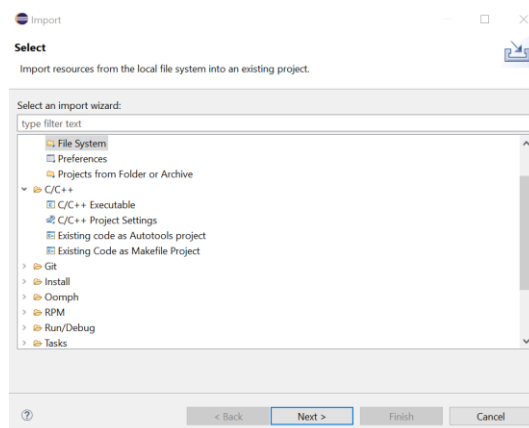 Import
Select
Import resources from the local file system into an existing project.
Select an import wizard:
type filter text
File System
Preferences
Projects from Folder or Archive
C/C++
C/C++ Executable
C/C++ Project Settings
Existing code as Autotools project
Existing Code as Makefile Project
Git
Install
Oomph
RPM
Run/Debug
Tasks
? < Back Next > Finish Cancel